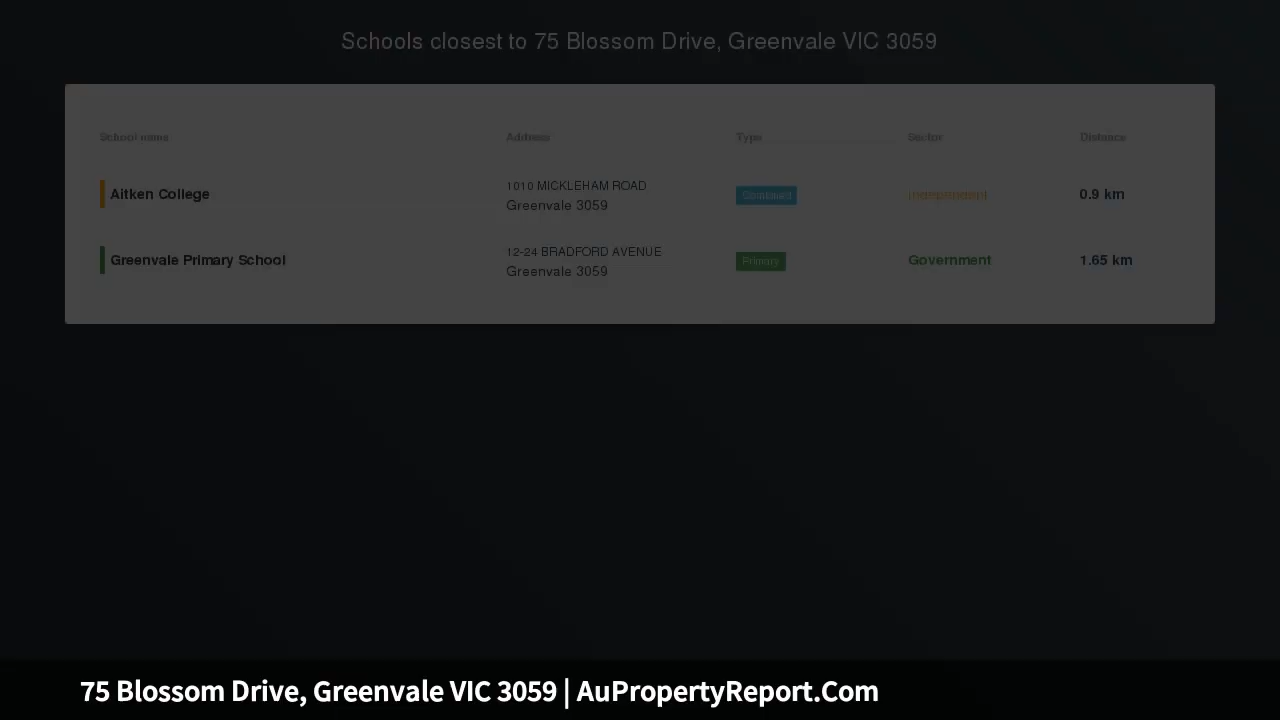 Schools closest to 75 Blossom Drive, Greenvale VIC 3059
School name Address Type Sector Distance
Aitken College 1010 MICKLEHAM ROAD Combined Independent 0.9 km
Greenvale 3059
Greenvale Primary School 12-24 BRADFORD AVENUE Primary Government 1.65 km
Greenvale 3059
75 Blossom Drive, Greenvale VIC 3059 | AuPropertyReport.Com